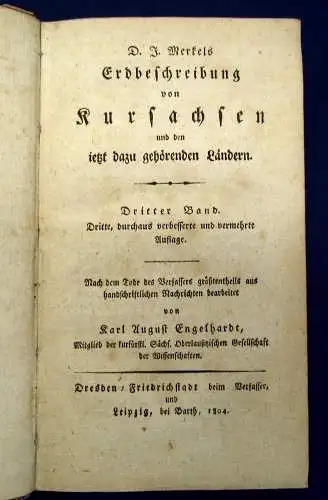 D. J. Merkels
Erdbeschreibung
von
Kursachsen
und den
ietzt dazu gehörenden Ländern.
Dritter Band.
Dritte, durchaus verbesserte und vermehrte
Auflage.
Nach dem Tode des Verfassers größtentheils aus
handschriftlichen Nachrichten bearbeitet
von
Karl August Engelhardt,
Mitglied der kurfürstl. Sächs. Oberlausitzischen Gesellschaft
der Wissenschaften.
Dresden-Friedrichstadt beim Verfasser,
und
Leipzig, bei Barth, 1804.